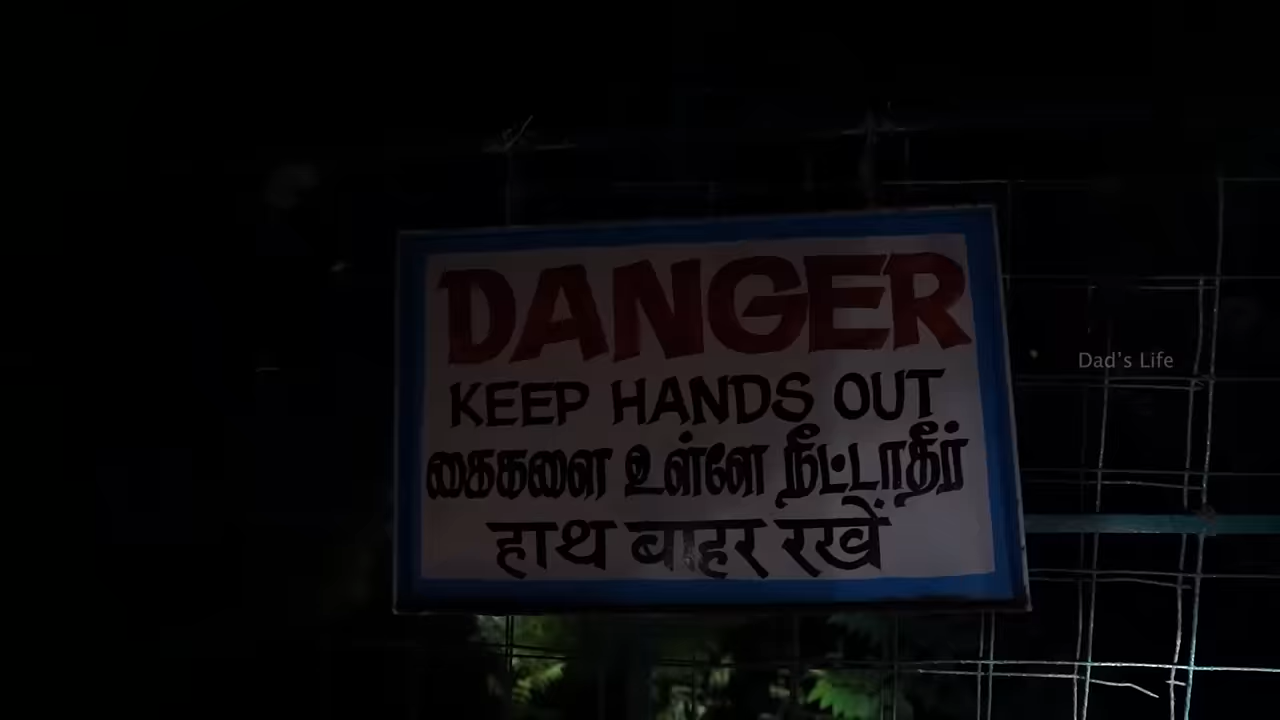 DANGER
KEEP HANDS OUT
கைகளை உள்ளே நீட்டாதீர்
हाथ बाहर रखें
Dad's Life